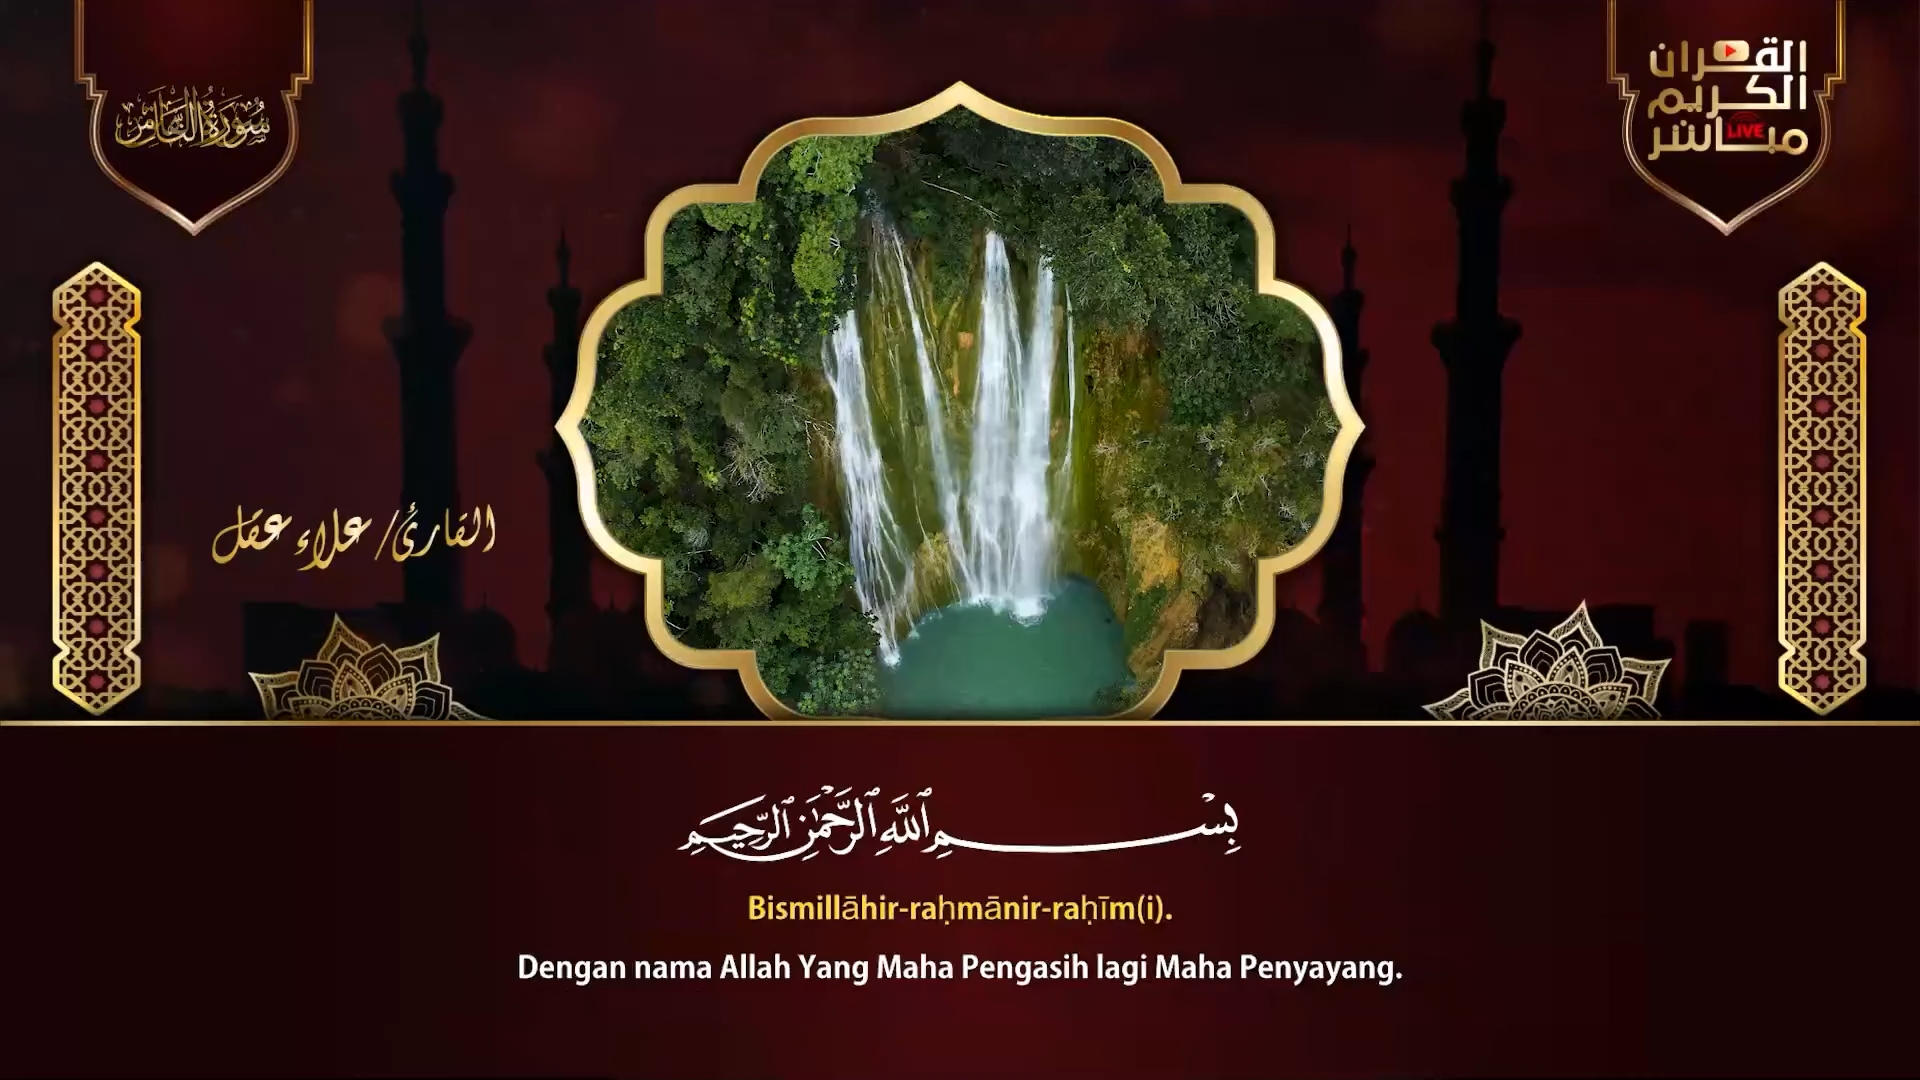 سُورَةُ النَّاسِ
القرآن
الكريم
مباشر
LIVE
القارئ/ علاء عقل
بِسْمِ ٱللَّهِ ٱلرَّحْمَٰنِ ٱلرَّحِيمِ
Bismillāhir-raḥmānir-raḥīm(i).
Dengan nama Allah Yang Maha Pengasih lagi Maha Penyayang.